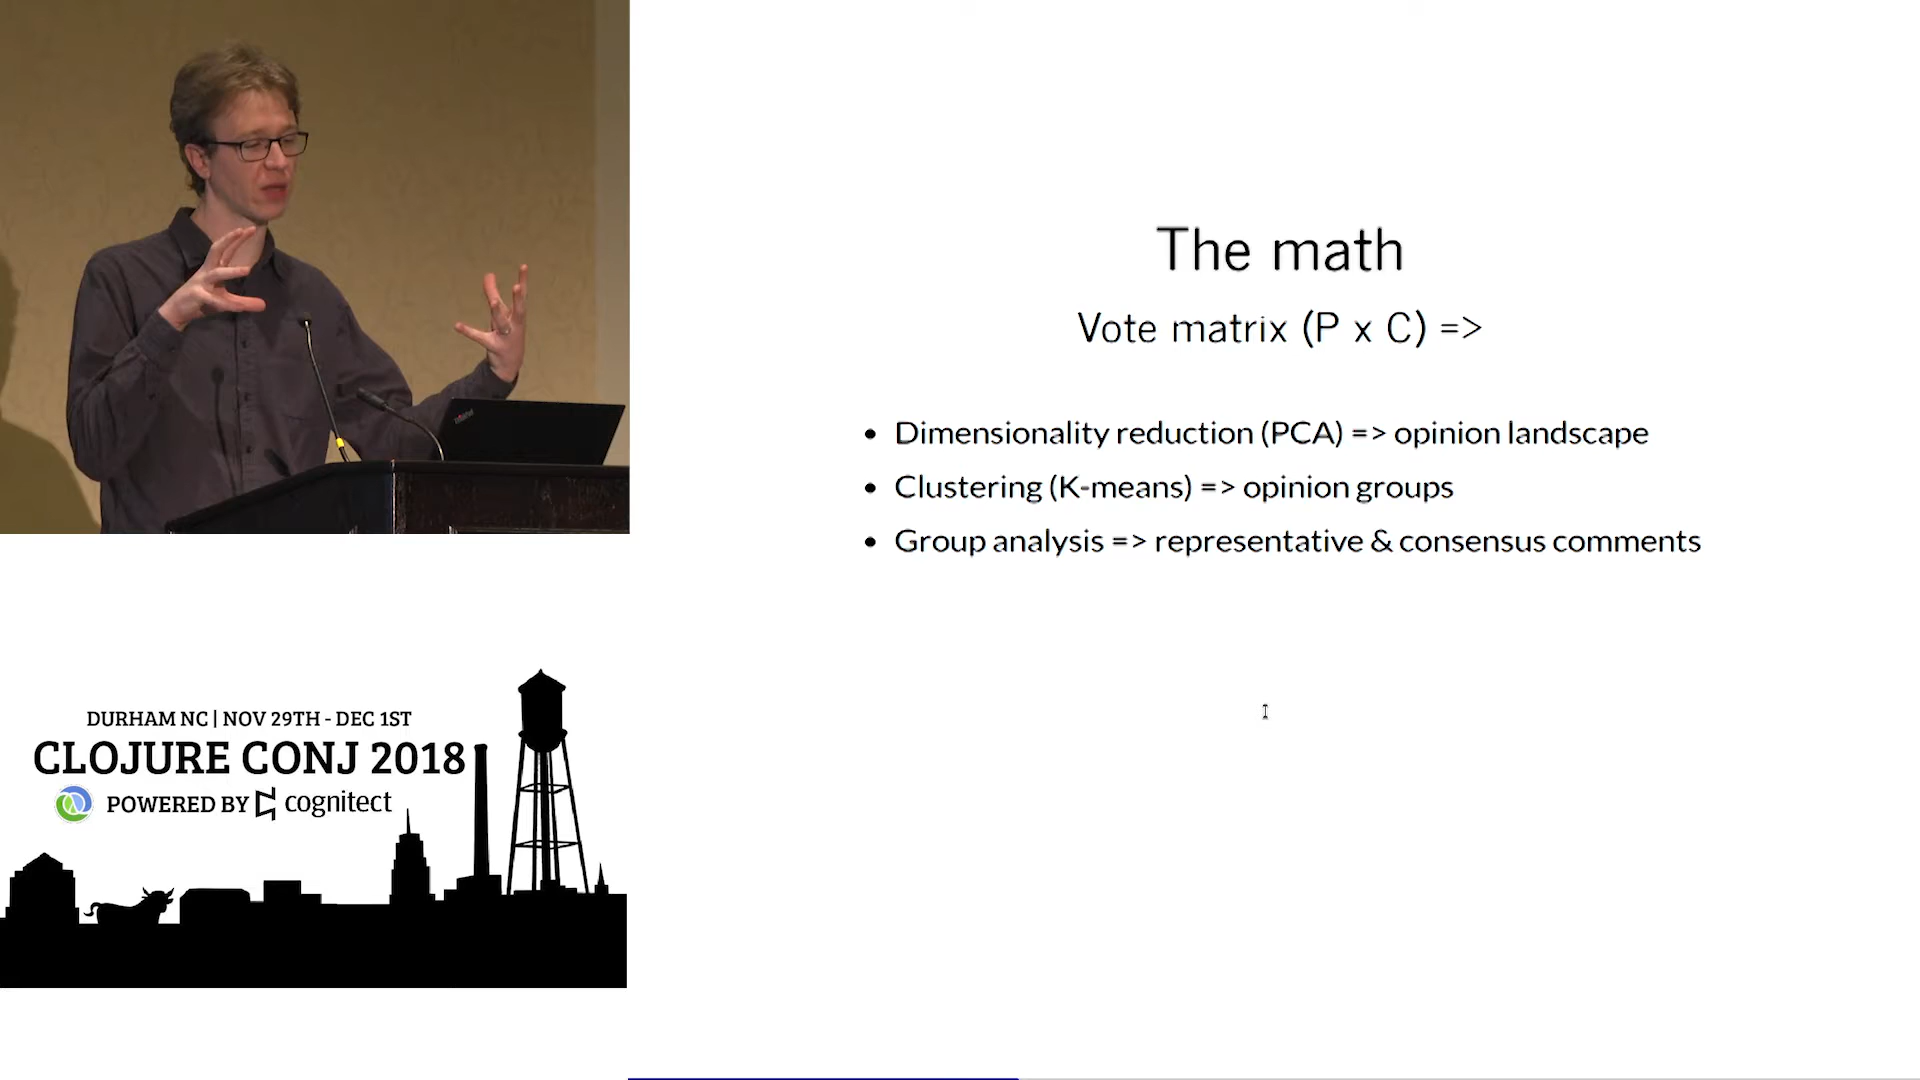 The math
Vote matrix (P x C) =>
Dimensionality reduction (PCA) => opinion landscape
Clustering (K-means) => opinion groups
Group analysis => representative & consensus comments
DURHAM NC | NOV 29TH - DEC 1ST
CLOJURE CONJ 2018
POWERED BY cognitect